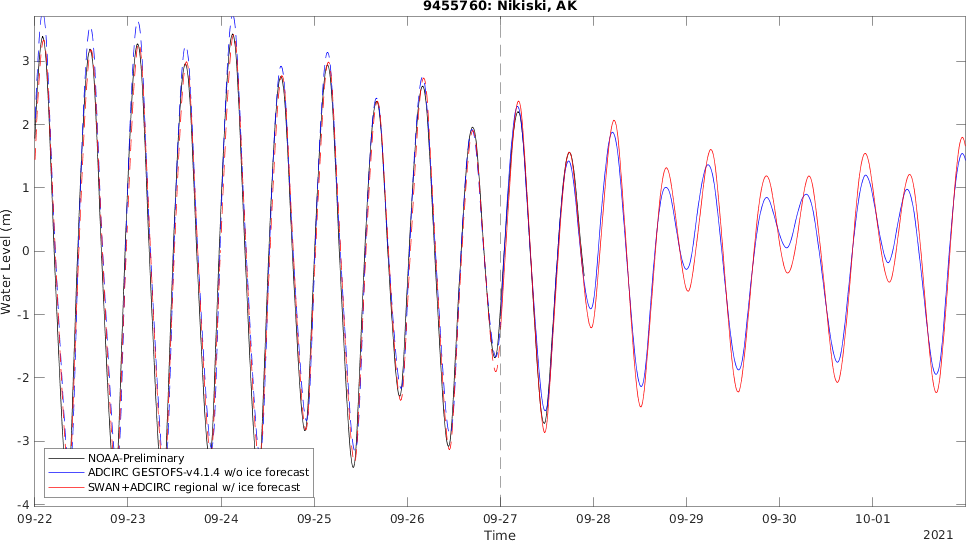 9455760: Nikiski, AK
3
2
1
0
-1
-2
-3
-4
Water Level (m)
NOAA-Preliminary
ADCIRC GESTOFS-v4.1.4 w/o ice forecast
SWAN+ADCIRC regional w/ ice forecast
09-22 09-23 09-24 09-25 09-26 09-27 09-28 09-29 09-30 10-01
Time
2021